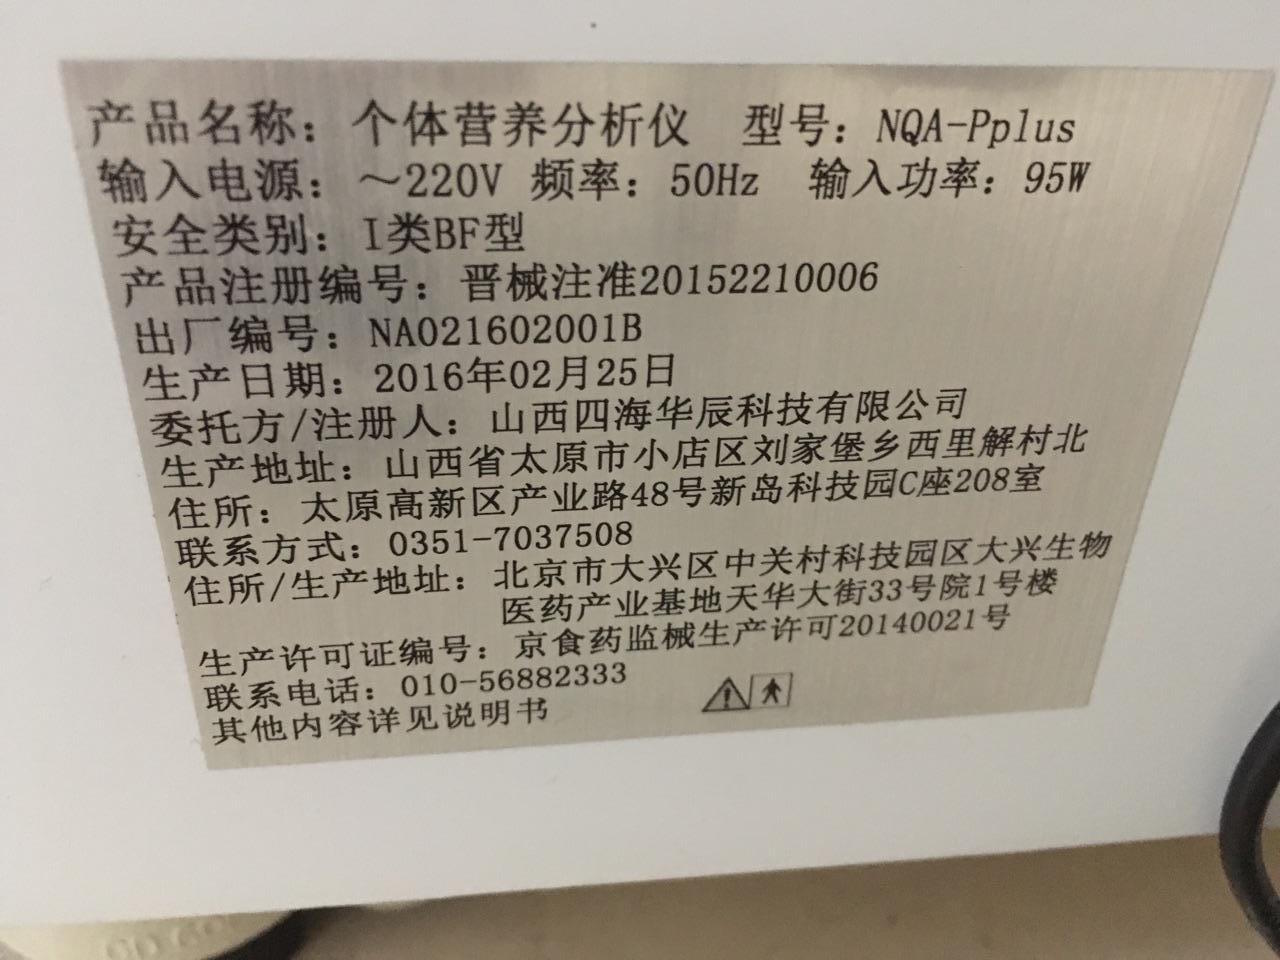 产品名称：个体营养分析仪 型号：NQA-Pplus
输入电源：～220V 频率：50Hz 输入功率：95W
安全类别：I类BF型
产品注册编号：晋械注准20152210006
出厂编号：NA021602001B
生产日期：2016年02月25日
委托方/注册人：山西四海华辰科技有限公司
生产地址：山西省太原市小店区刘家堡乡西里解村北
住所：太原高新区产业路48号新岛科技园C座208室
联系方式：0351-7037508
住所/生产地址：北京市大兴区中关村科技园区大兴生物
医药产业基地天华大街33号院1号楼
生产许可证编号：京食药监械生产许可20140021号
联系电话：010-56882333
其他内容详见说明书